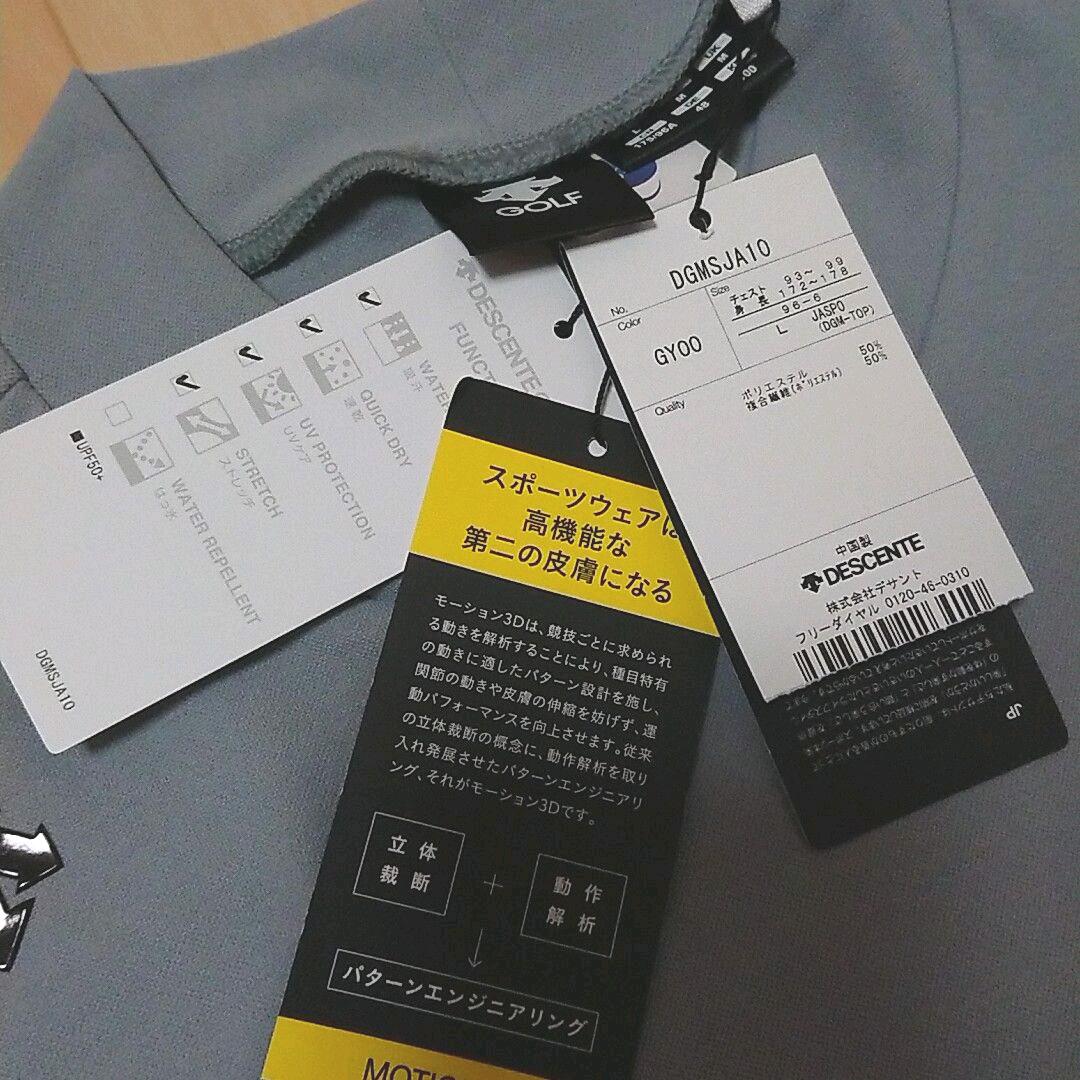 UK
M
M
48
L
175/96A
GOLF
DESCENTE
FUNCT
WATER
QUICK DRY
速乾
UV PROTECTION
UVケア
STRETCH
ストレッチ
WATER REPELLENT
はっ水
■UPF50+
DGMSJA10
スポーツウェアは
高機能な
第二の皮膚になる
モーション3Dは、競技ごとに求められ
る動きを解析することにより、種目特有
の動きに適したパターン設計を施し、
関節の動きや皮膚の伸縮を妨げず、運
動パフォーマンスを向上させます。従来
の立体裁断の概念に、動作解析を取り
入れ発展させたパターンエンジニアリ
ング、それがモーション3Dです。
立体
裁断
+
動作
解析
パターンエンジニアリング
No.
DGMSJA10
Color
GY00
Size
チェスト 93~ 99
身 長 172~178
96-6
L JASPO
(DGM-TOP)
Quality
ポリエステル 50%
複合繊維(ポリエステル) 50%
中国製
DESCENTE
株式会社デサント
フリーダイヤル 0120-46-0310
JP